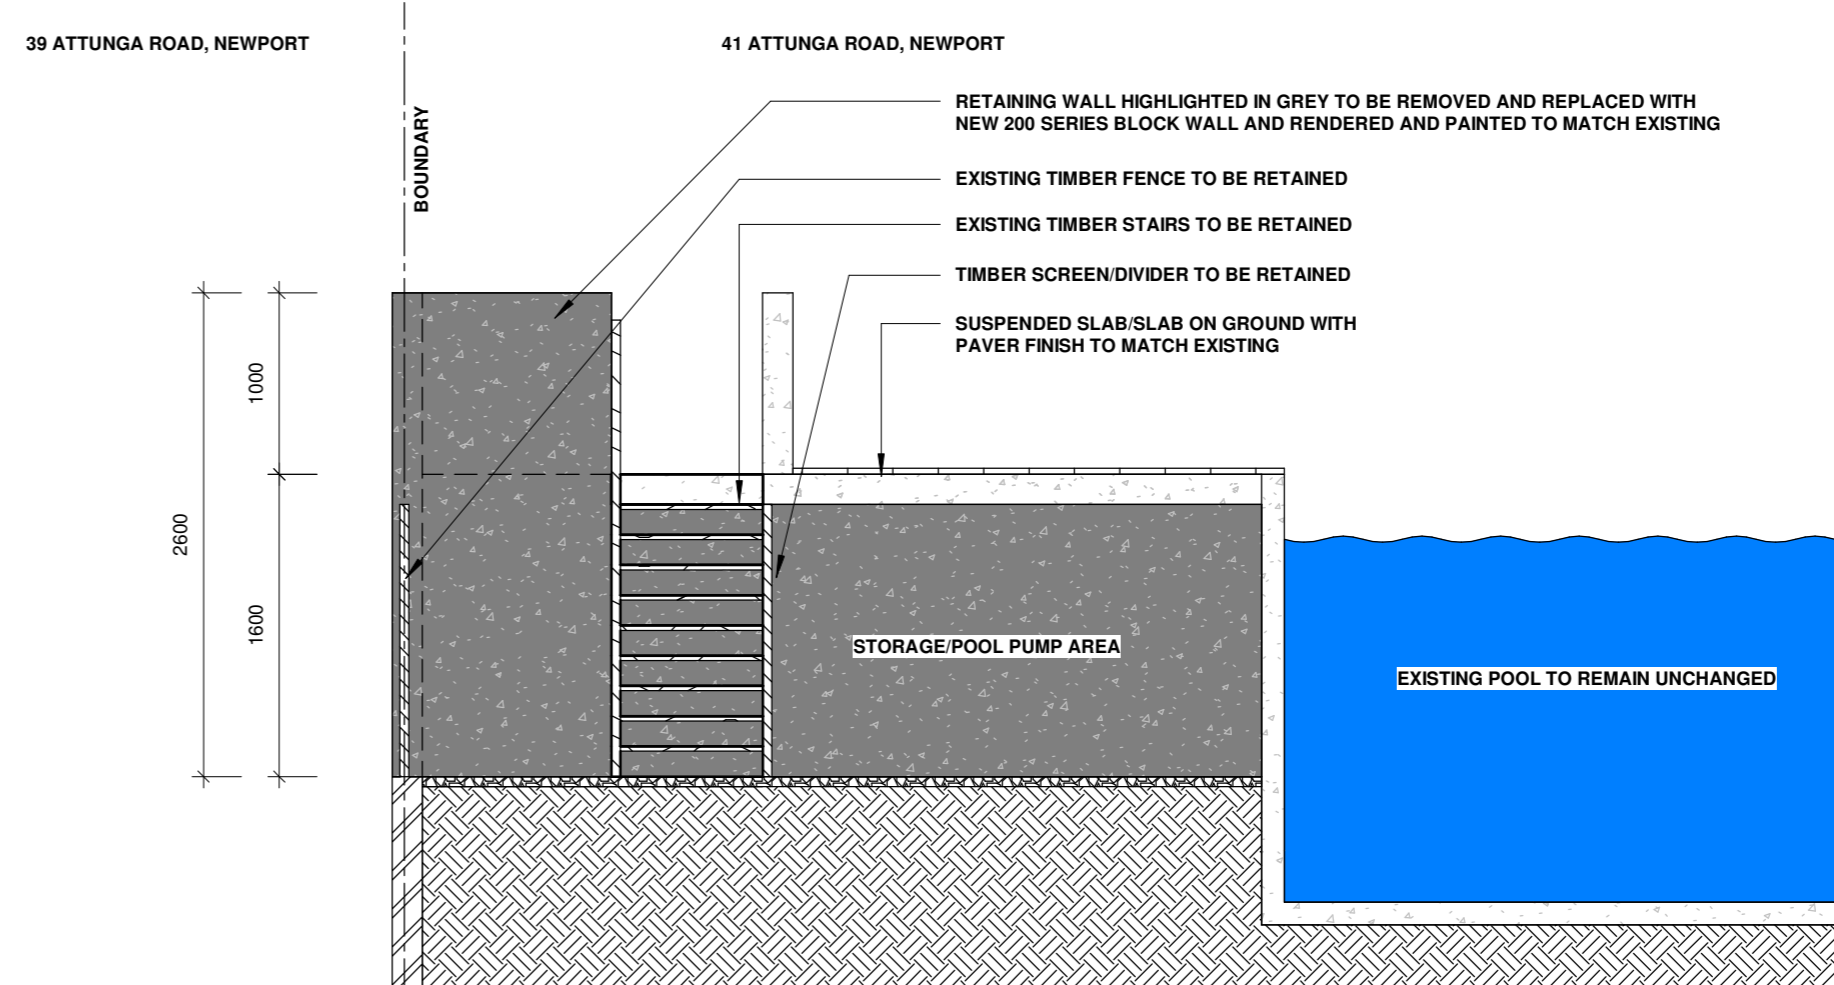 39 ATTUNGA ROAD, NEWPORT
41 ATTUNGA ROAD, NEWPORT
BOUNDARY
RETAINING WALL HIGHLIGHTED IN GREY TO BE REMOVED AND REPLACED WITH
NEW 200 SERIES BLOCK WALL AND RENDERED AND PAINTED TO MATCH EXISTING
EXISTING TIMBER FENCE TO BE RETAINED
EXISTING TIMBER STAIRS TO BE RETAINED
TIMBER SCREEN/DIVIDER TO BE RETAINED
SUSPENDED SLAB/SLAB ON GROUND WITH
PAVER FINISH TO MATCH EXISTING
1000
2600
1600
STORAGE/POOL PUMP AREA
EXISTING POOL TO REMAIN UNCHANGED